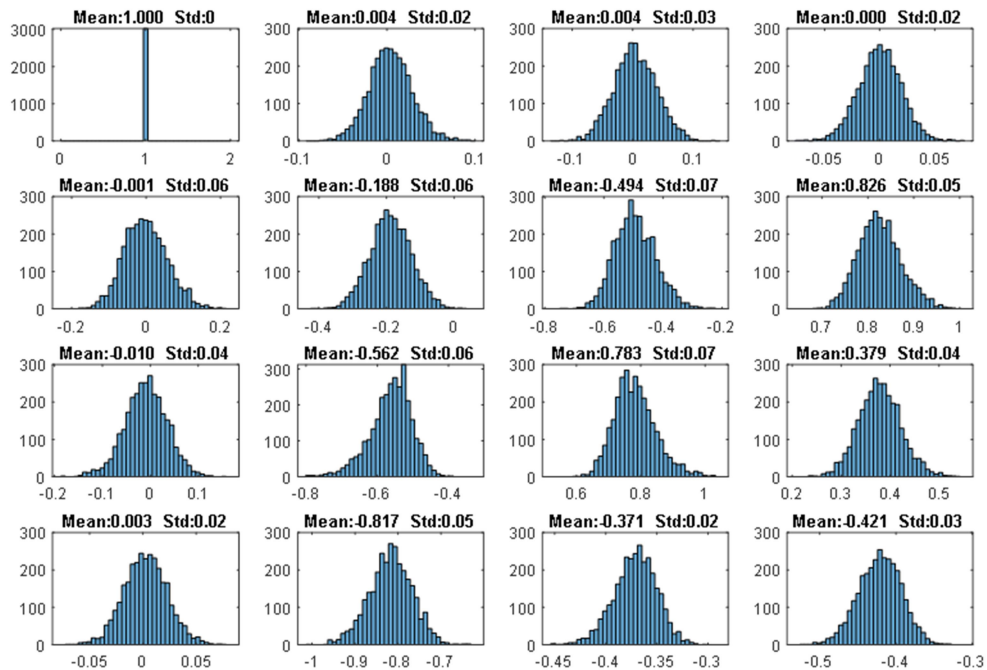 Mean:1.000 Std:0 Mean:0.004 Std:0.02 Mean:0.004 Std:0.03 Mean:0.000 Std:0.02
3000 300 300 300
2000 200 200 200
1000 100 100 100
0 0 0 0
0 1 2 -0.1 0 0.1 -0.1 0 0.1 -0.05 0 0.05
Mean:-0.001 Std:0.06 Mean:-0.188 Std:0.06 Mean:-0.494 Std:0.07 Mean:0.826 Std:0.05
300 300 300 300
200 200 200 200
100 100 100 100
0 0 0 0
-0.2 0 0.2 -0.4 -0.2 0 -0.8 -0.6 -0.4 -0.2 0.7 0.8 0.9 1
Mean:-0.010 Std:0.04 Mean:-0.562 Std:0.06 Mean:0.783 Std:0.07 Mean:0.379 Std:0.04
300 300 300 300
200 200 200 200
100 100 100 100
0 0 0 0
-0.2 -0.1 0 0.1 -0.8 -0.6 -0.4 0.6 0.8 1 0.2 0.3 0.4 0.5
Mean:0.003 Std:0.02 Mean:-0.817 Std:0.05 Mean:-0.371 Std:0.02 Mean:-0.421 Std:0.03
300 300 300 300
200 200 200 200
100 100 100 100
0 0 0 0
-0.05 0 0.05 -1 -0.9 -0.8 -0.7 -0.45 -0.4 -0.35 -0.3 -0.5 -0.4 -0.3